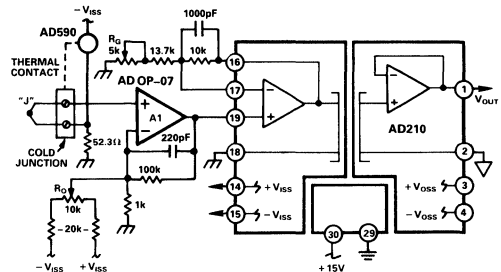 − VISS
AD590
THERMAL
CONTACT
"J"
COLD
JUNCTION
52.3Ω
RG
5k
13.7k
1000pF
10k
AD OP–07
+
−
A1
220pF
100k
1k
RO
10k
20k
− VISS
+ VISS
16
17
19
18
14
+ VISS
15
− VISS
30
29
+ 15V
AD210
1
VOUT
2
3
+ VOSS
4
− VOSS